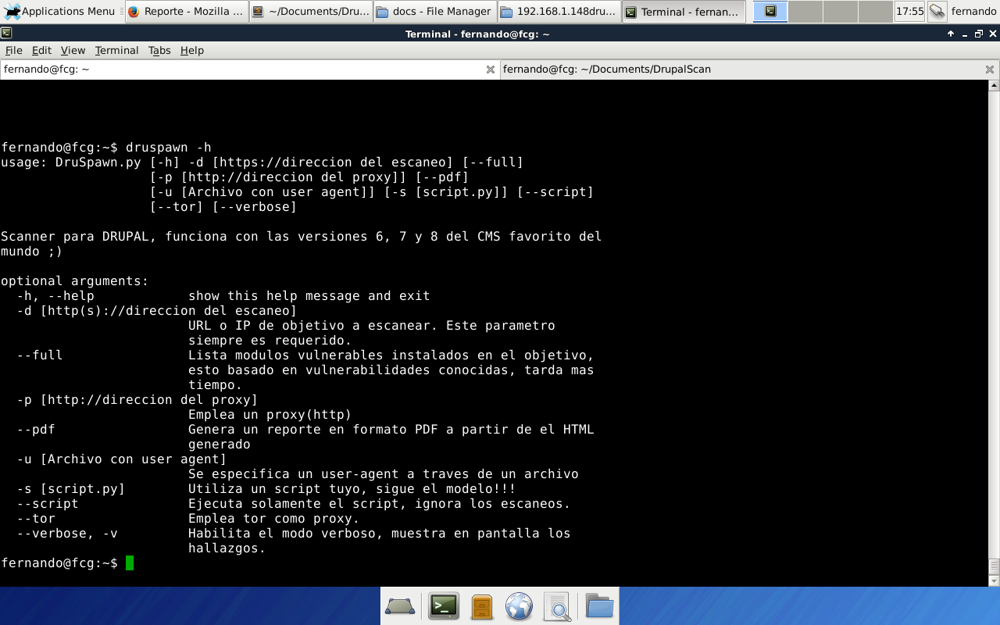 Applications Menu
Reporte - Mozilla ...
~/Documents/Dru...
docs - File Manager
192.168.1.148dru...
Terminal - fernan...
17:55
fernando
Terminal - fernando@fcg: ~
File Edit View Terminal Tabs Help
fernando@fcg: ~
fernando@fcg: ~/Documents/DrupalScan
fernando@fcg:~$ druspawn -h
usage: DruSpawn.py [-h] -d [https://direccion del escaneo] [--full]
[-p [http://direccion del proxy]] [--pdf]
[-u [Archivo con user agent]] [-s [script.py]] [--script]
[--tor] [--verbose]
Scanner para DRUPAL, funciona con las versiones 6, 7 y 8 del CMS favorito del
mundo ;)
optional arguments:
-h, --help show this help message and exit
-d [http(s)://direccion del escaneo]
URL o IP de objetivo a escanear. Este parametro
siempre es requerido.
--full Lista modulos vulnerables instalados en el objetivo,
esto basado en vulnerabilidades conocidas, tarda mas
tiempo.
-p [http://direccion del proxy]
Emplea un proxy(http)
--pdf Genera un reporte en formato PDF a partir de el HTML
generado
-u [Archivo con user agent]
Se especifica un user-agent a traves de un archivo
-s [script.py] Utiliza un script tuyo, sigue el modelo!!!
--script Ejecuta solamente el script, ignora los escaneos.
--tor Emplea tor como proxy.
--verbose, -v Habilita el modo verboso, muestra en pantalla los
hallazgos.
fernando@fcg:~$